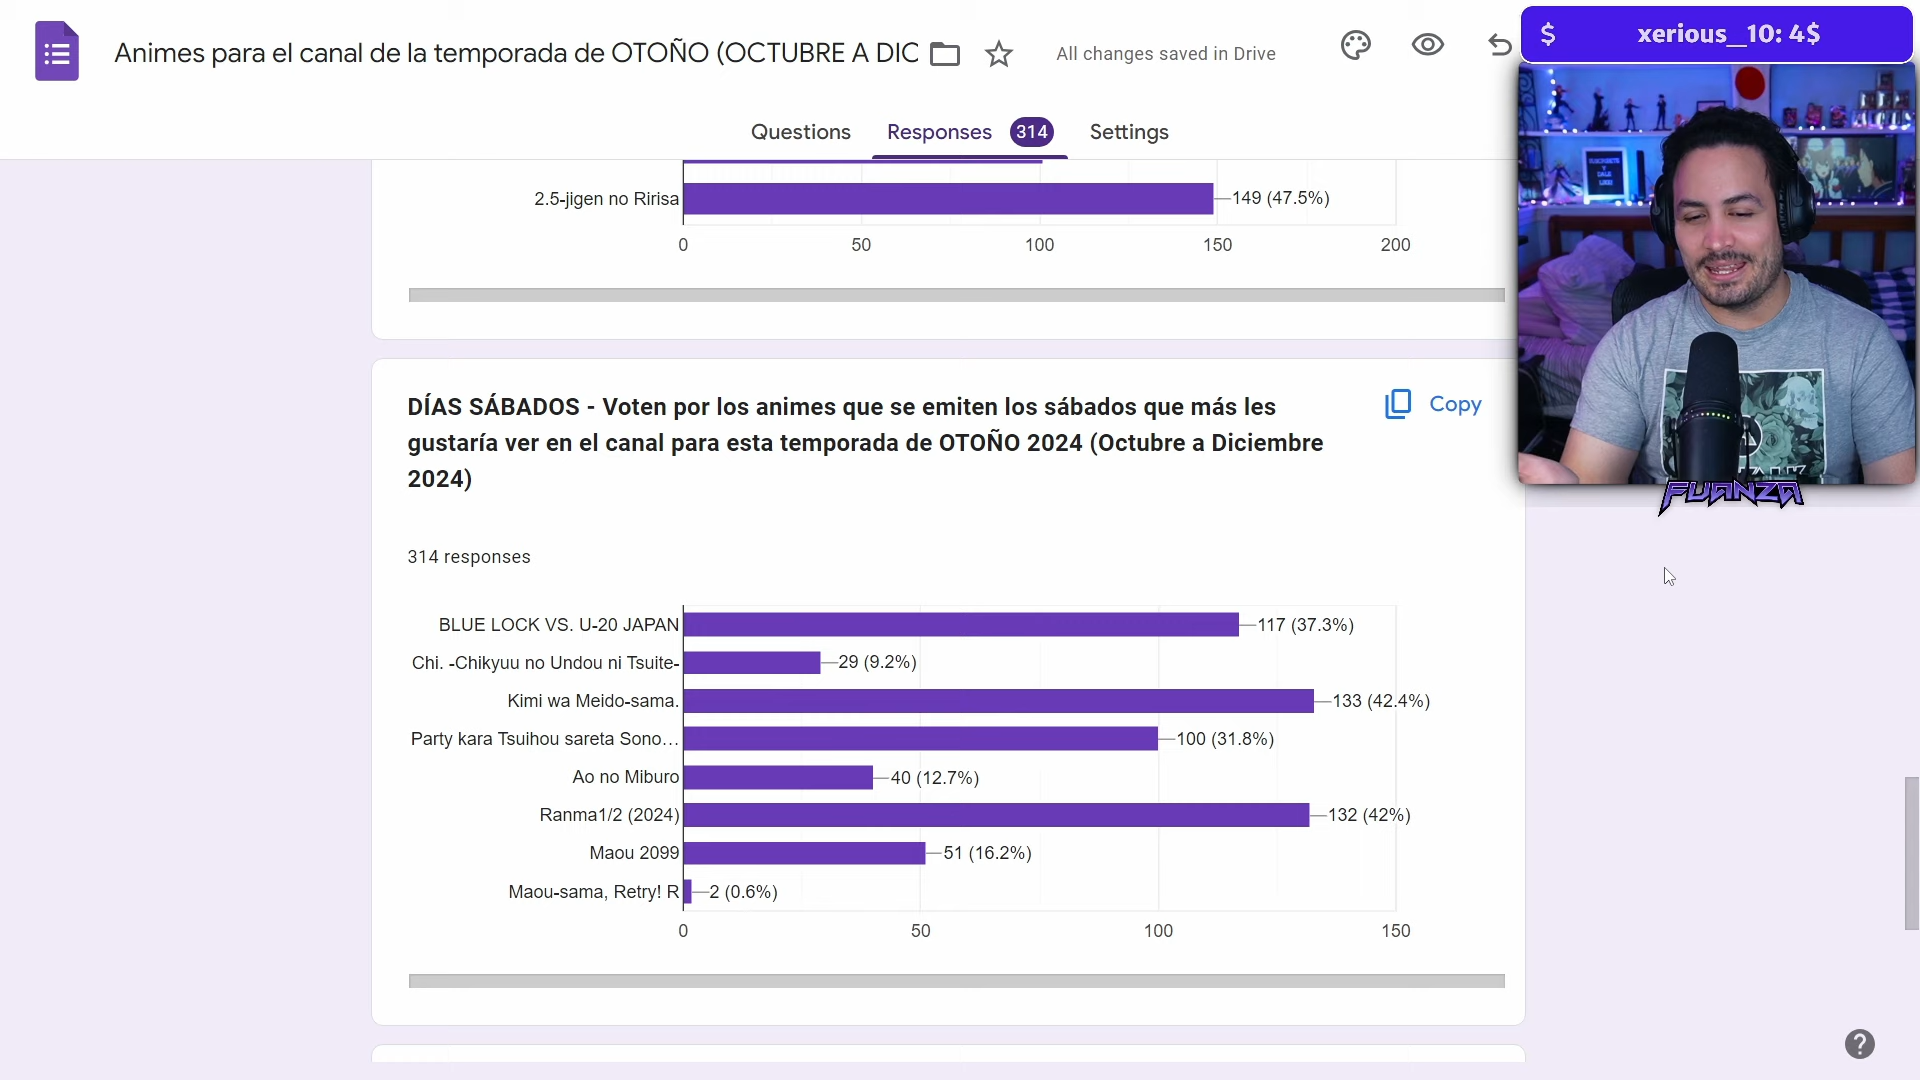 Animes para el canal de la temporada de OTOÑO (OCTUBRE A DIC
All changes saved in Drive
$ xerious_10: 4$
Questions Responses 314 Settings
2.5-jigen no Ririsa 149 (47.5%)
0 50 100 150 200
DÍAS SÁBADOS - Voten por los animes que se emiten los sábados que más les
gustaría ver en el canal para esta temporada de OTOÑO 2024 (Octubre a Diciembre
2024)
Copy
FUANZA
314 responses
BLUE LOCK VS. U-20 JAPAN 117 (37.3%)
Chi. -Chikyuu no Undou ni Tsuite- 29 (9.2%)
Kimi wa Meido-sama. 133 (42.4%)
Party kara Tsuihou sareta Sono... 100 (31.8%)
Ao no Miburo 40 (12.7%)
Ranma1/2 (2024) 132 (42%)
Maou 2099 51 (16.2%)
Maou-sama, Retry! R 2 (0.6%)
0 50 100 150